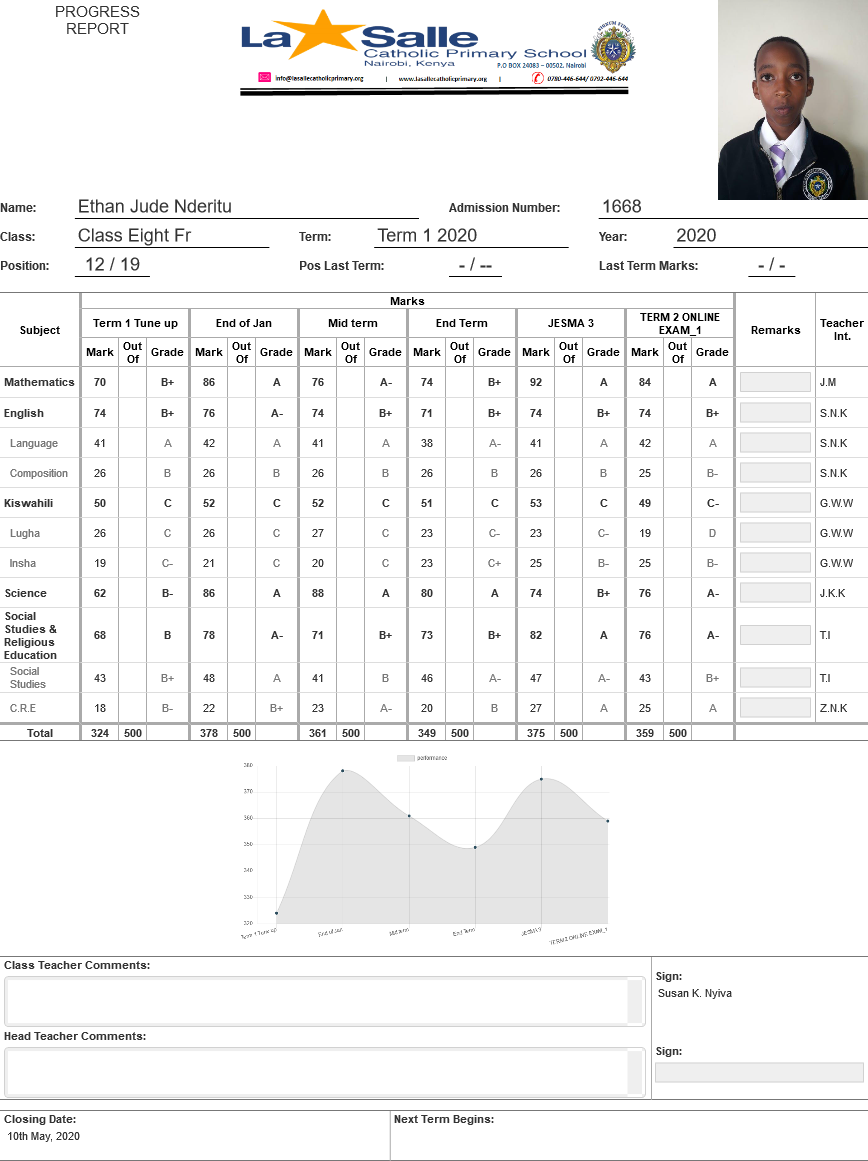 PROGRESS
REPORT
La Salle
Catholic Primary School
Nairobi, Kenya
P.O BOX 24083 – 00502, Nairobi
info@lasallecatholicprimary.org | www.lasallecatholicprimary.org | 0780-446-644/ 0792-446-644
Name: Ethan Jude Nderitu Admission Number: 1668
Class: Class Eight Fr Term: Term 1 2020 Year: 2020
Position: 12 / 19 Pos Last Term: - / -- Last Term Marks: - / -
Marks
Subject Term 1 Tune up End of Jan Mid term End Term JESMA 3 TERM 2 ONLINE EXAM_1 Remarks Teacher Int.
Mark Out Of Grade Mark Out Of Grade Mark Out Of Grade Mark Out Of Grade Mark Out Of Grade Mark Out Of Grade
Mathematics 70 B+ 86 A 76 A- 74 B+ 92 A 84 A J.M
English 74 B+ 76 A- 74 B+ 71 B+ 74 B+ 74 B+ S.N.K
Language 41 A 42 A 41 A 38 A- 41 A 42 A S.N.K
Composition 26 B 26 B 26 B 26 B 26 B 25 B- S.N.K
Kiswahili 50 C 52 C 52 C 51 C 53 C 49 C- G.W.W
Lugha 26 C 26 C 27 C 23 C- 23 C- 19 D G.W.W
Insha 19 C- 21 C 20 C 23 C+ 25 B- 25 B- G.W.W
Science 62 B- 86 A 88 A 80 A 74 B+ 76 A- J.K.K
Social
Studies &
Religious
Education 68 B 78 A- 71 B+ 73 B+ 82 A 76 A- T.I
Social
Studies 43 B+ 48 A 41 B 46 A- 47 A- 43 B+ T.I
C.R.E 18 B- 22 B+ 23 A- 20 B 27 A 25 A Z.N.K
Total 324 500 378 500 361 500 349 500 375 500 359 500
performance
380
370
360
350
340
330
320
Term 1 Tune up End of Jan Mid term End Term JESMA 3 TERM 2 ONLINE EXAM_1
Class Teacher Comments:
Sign:
Susan K. Nyiva
Head Teacher Comments:
Sign:
Closing Date: Next Term Begins:
10th May, 2020